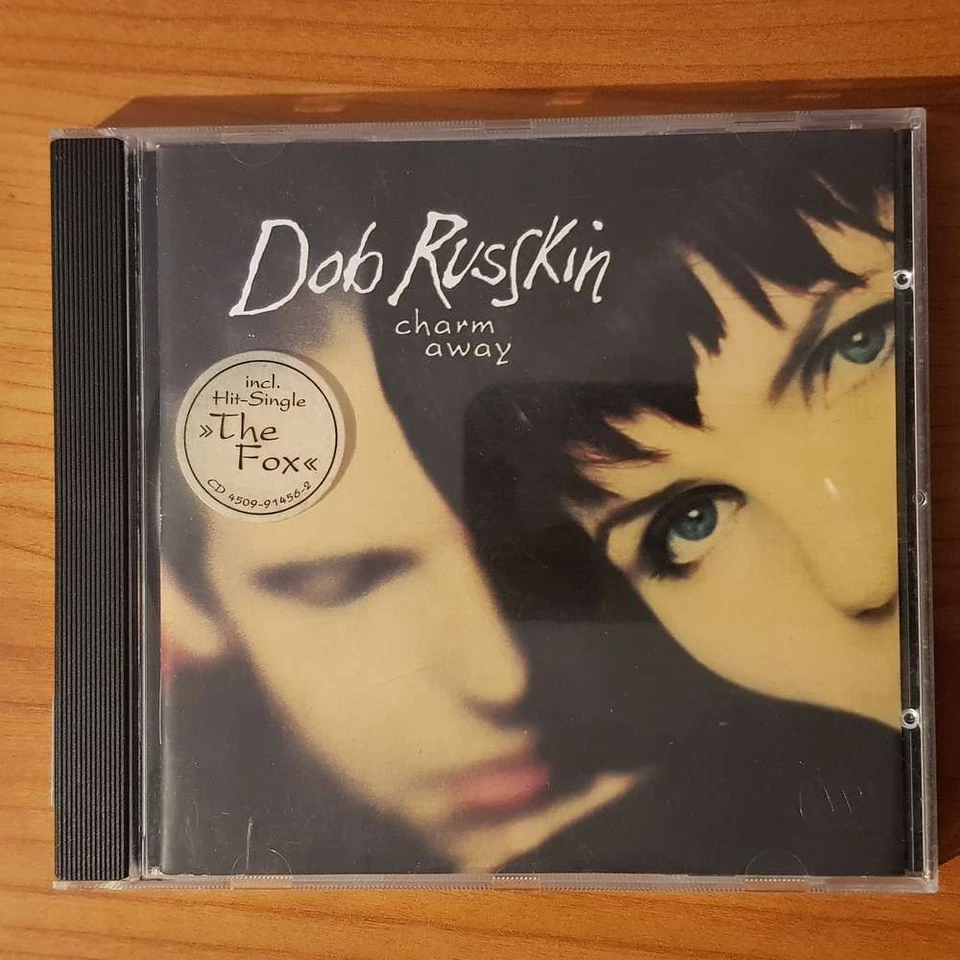 Dob Russkin
charm
away
incl.
Hit-Single
»The
Fox«
CD 4509-91456-2